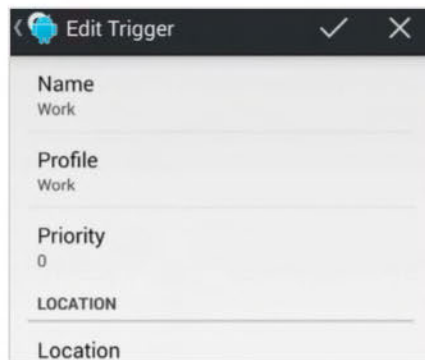 Edit Trigger
Name
Work
Profile
Work
Priority
0
LOCATION
Location